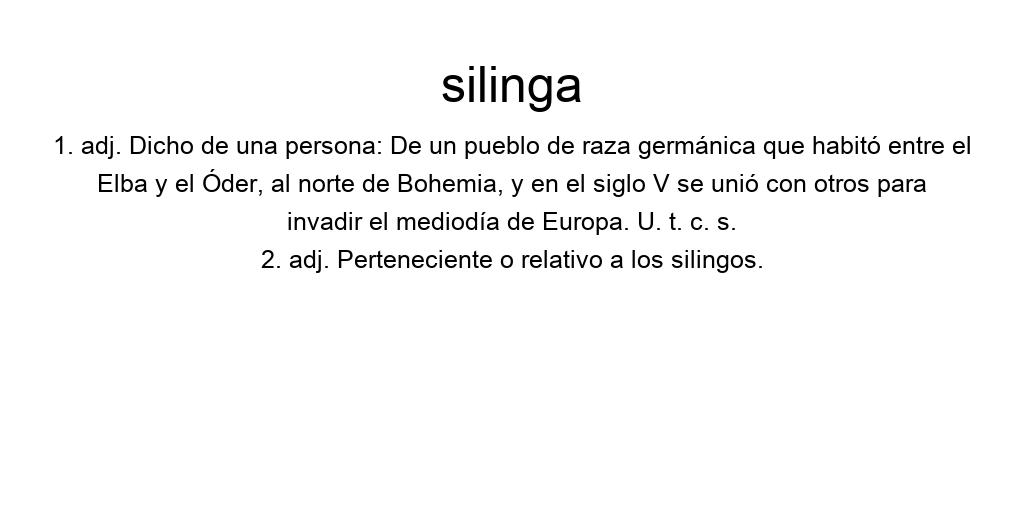 silinga
1. adj. Dicho de una persona: De un pueblo de raza germánica que habitó entre el
Elba y el Óder, al norte de Bohemia, y en el siglo V se unió con otros para
invadir el mediodía de Europa. U. t. c. s.
2. adj. Perteneciente o relativo a los silingos.